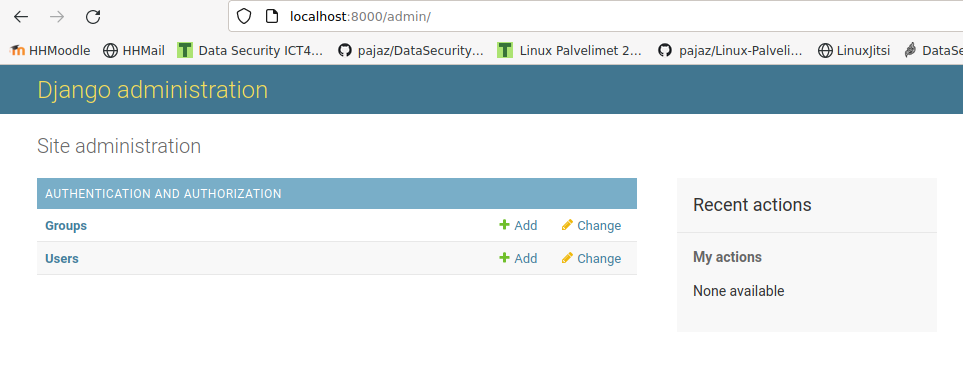 localhost:8000/admin/
HHMoodle HHMail Data Security ICT4... pajaz/DataSecurity... Linux Palvelimet 2... pajaz/Linux-Palveli... LinuxJitsi DataSe
Django administration
Site administration
AUTHENTICATION AND AUTHORIZATION
Groups Add Change
Users Add Change
Recent actions
My actions
None available